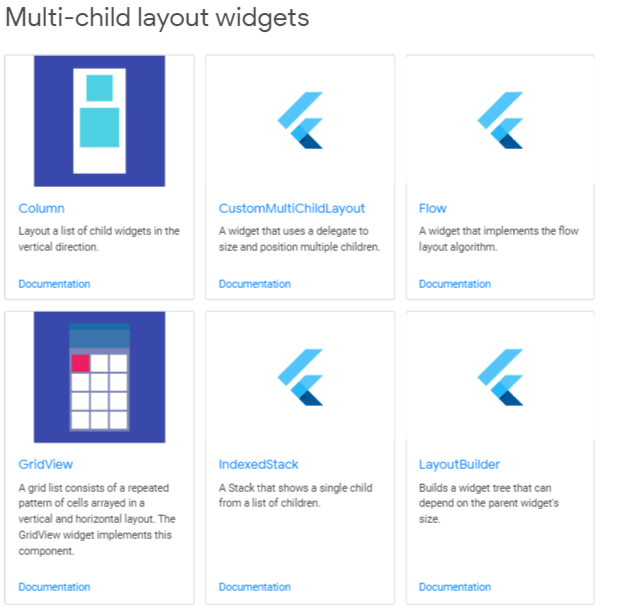 Multi-child layout widgets
Column
Layout a list of child widgets in the
vertical direction.
Documentation
CustomMultiChildLayout
A widget that uses a delegate to
size and position multiple children.
Documentation
Flow
A widget that implements the flow
layout algorithm.
Documentation
GridView
A grid list consists of a repeated
pattern of cells arrayed in a
vertical and horizontal layout. The
GridView widget implements this
component.
Documentation
IndexedStack
A Stack that shows a single child
from a list of children.
Documentation
LayoutBuilder
Builds a widget tree that can
depend on the parent widget's
size.
Documentation